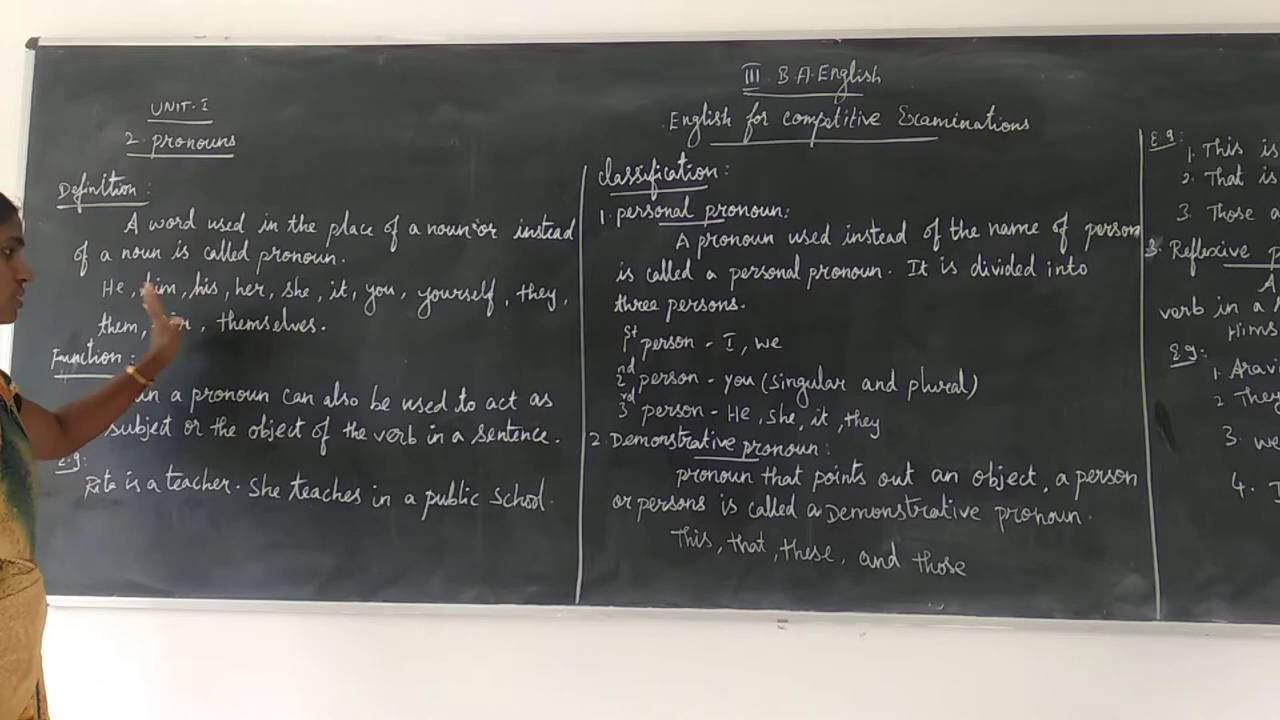 UNIT-I
2. pronouns
Definition:
A word used in the place of a noun or instead
of a noun is called pronoun.
He, him, his, her, she, it, you, yourself, they,
them, themselves.
Function:
a pronoun can also be used to act as
subject or the object of the verb in a sentence.
E.g:
Rita is a teacher. She teaches in a public school.
III. B.A. English
English for competitive Examinations
classification:
1. personal pronoun:
A pronoun used instead of the name of person
is called a personal pronoun. It is divided into
three persons.
1st person - I, we
2nd person - you (singular and plural)
3rd person - He, she, it, they
2. Demonstrative pronoun:
pronoun that points out an object, a person
or persons is called a Demonstrative pronoun.
This, that, these, and those
E.g:
1. This is
2. That is
3. Those
3. Reflexive
A
verb in a
Hims
E.g:
1. Aravi
2. They
3. we
4.